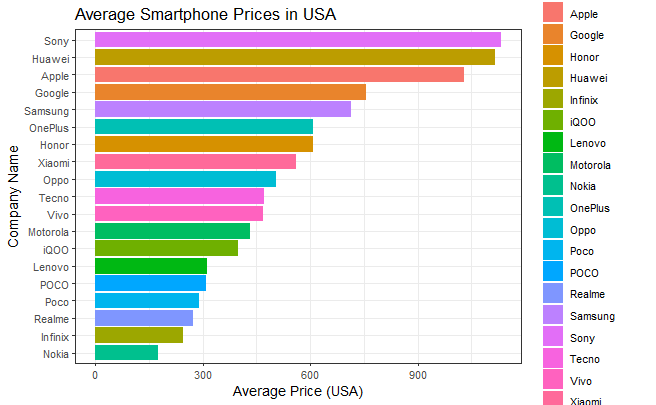 Average Smartphone Prices in USA
Company Name
Sony
Huawei
Apple
Google
Samsung
OnePlus
Honor
Xiaomi
Oppo
Tecno
Vivo
Motorola
iQOO
Lenovo
POCO
Poco
Realme
Infinix
Nokia
0 300 600 900
Average Price (USA)
Apple
Google
Honor
Huawei
Infinix
iQOO
Lenovo
Motorola
Nokia
OnePlus
Oppo
Poco
POCO
Realme
Samsung
Sony
Tecno
Vivo
Xiaomi